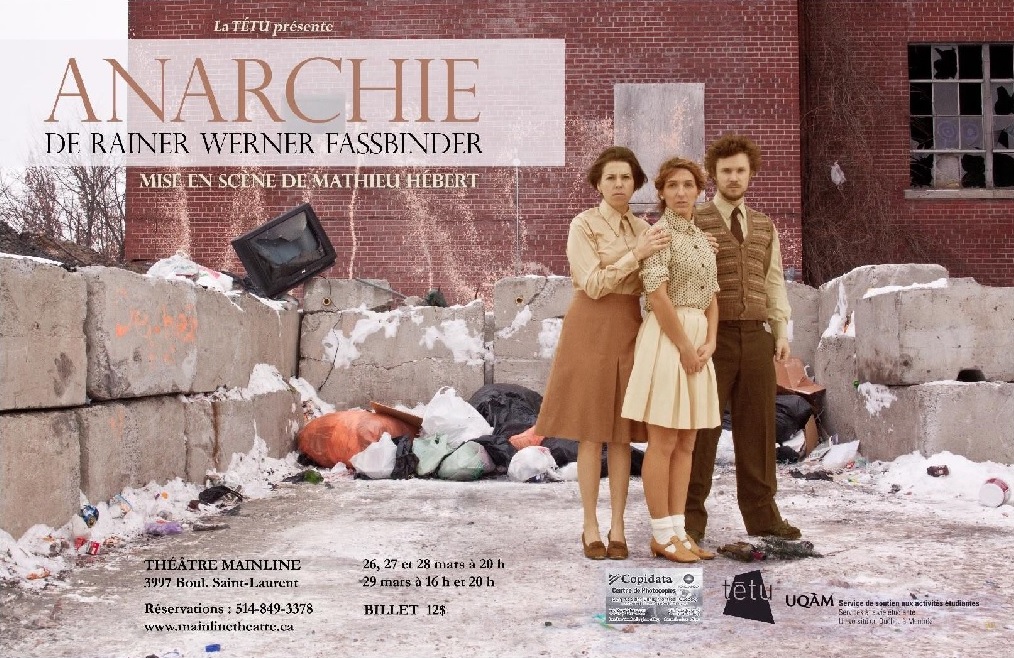 La TÉTU présente
ANARCHIE
DE RAINER WERNER FASSBINDER
MISE EN SCÈNE DE MATHIEU HÉBERT
THÉÂTRE MAINLINE
3997 Boul. Saint-Laurent
Réservations : 514-849-3378
www.mainlinetheatre.ca
26, 27 et 28 mars à 20 h
29 mars à 16 h et 20 h
BILLET 12$
Copidata
Centre de Photocopies
têtu
UQÀM
Service de soutien aux activités étudiantes